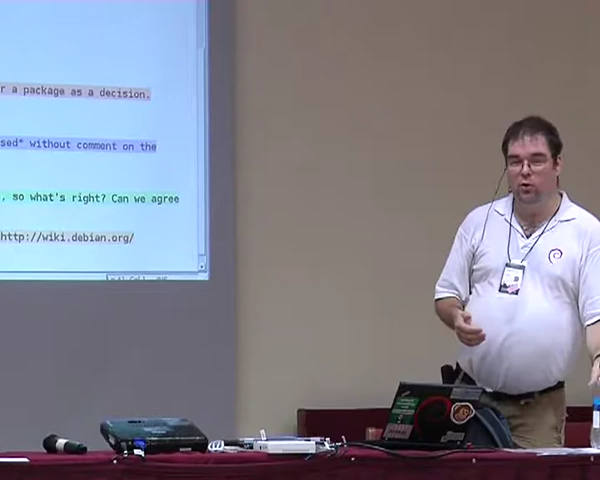 r a package as a decision.
sed* without comment on the
, so what's right? Can we agree
http://wiki.debian.org/